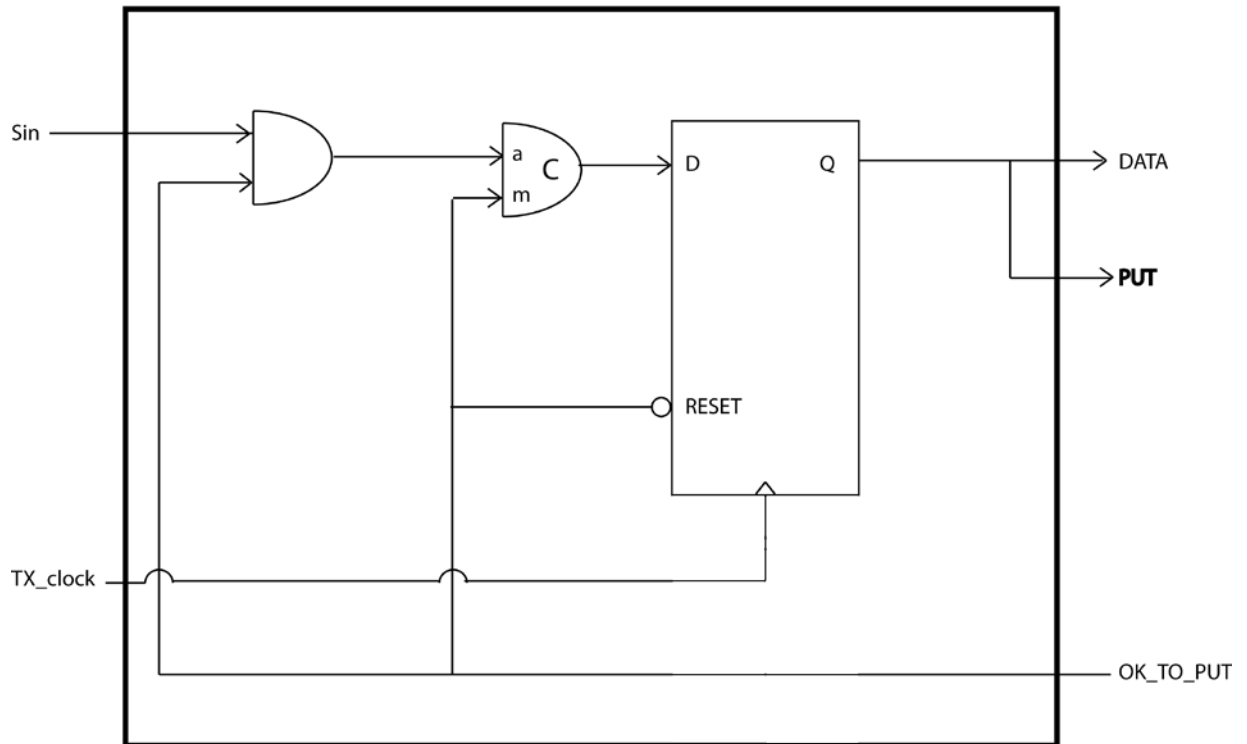 Sin
a
C
m
D
Q
DATA
PUT
RESET
TX_clock
OK_TO_PUT